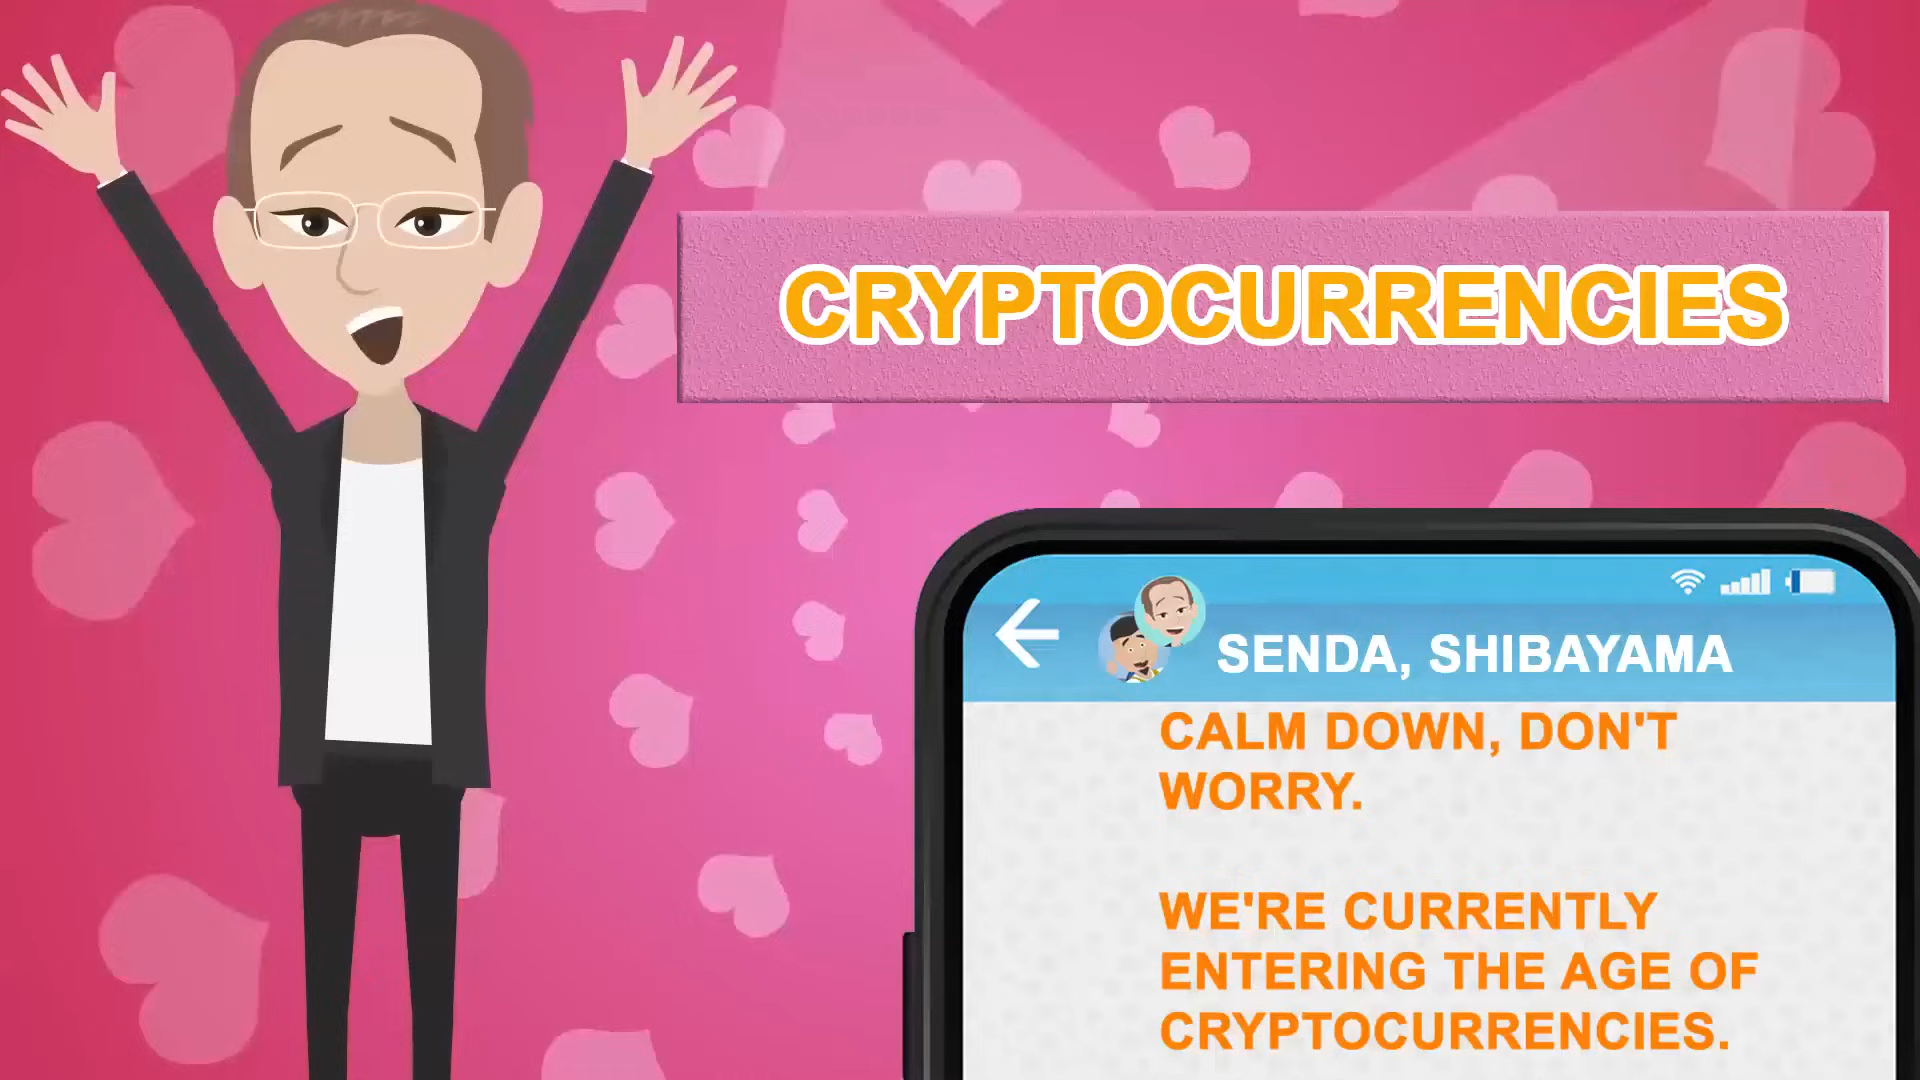 CRYPTOCURRENCIES
SENDA, SHIBAYAMA
CALM DOWN, DON'T
WORRY.
WE'RE CURRENTLY
ENTERING THE AGE OF
CRYPTOCURRENCIES.